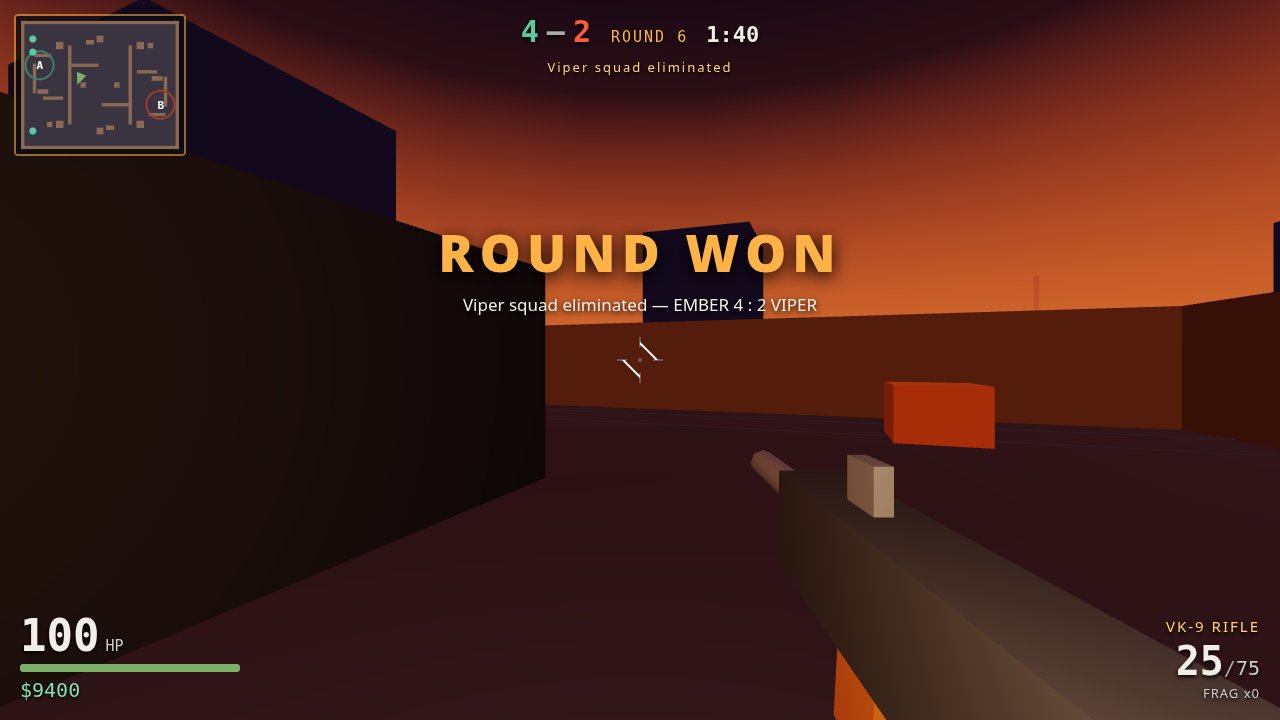 A
B
4 — 2 ROUND 6 1:40
Viper squad eliminated
ROUND WON
Viper squad eliminated — EMBER 4 : 2 VIPER
100 HP
$9400
VK-9 RIFLE
25/75
FRAG x0